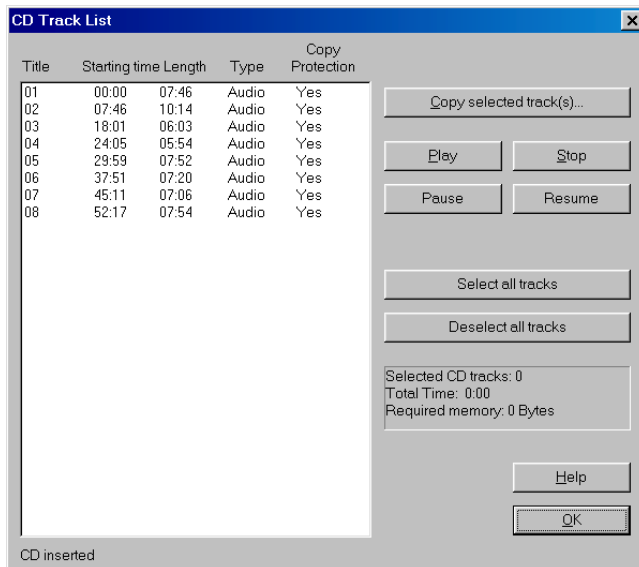 CD Track List
Title Starting time Length Type Copy Protection
01 00:00 07:46 Audio Yes
02 07:46 10:14 Audio Yes
03 18:01 06:03 Audio Yes
04 24:05 05:54 Audio Yes
05 29:59 07:52 Audio Yes
06 37:51 07:20 Audio Yes
07 45:11 07:06 Audio Yes
08 52:17 07:54 Audio Yes
Copy selected track(s)...
Play Stop
Pause Resume
Select all tracks
Deselect all tracks
Selected CD tracks: 0
Total Time: 0:00
Required memory: 0 Bytes
Help
OK
CD inserted